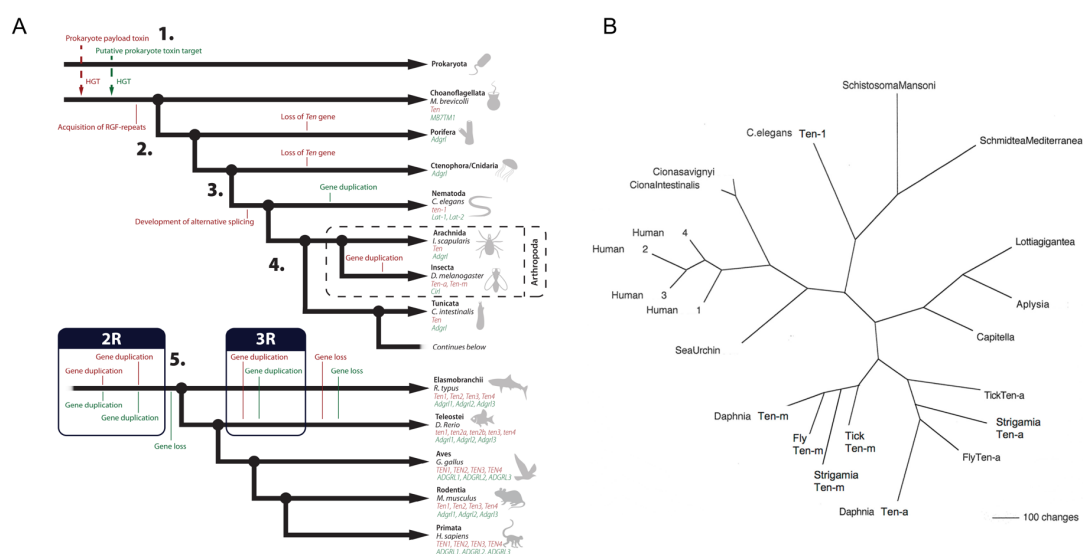 A
1.
Prokaryote payload toxin
Putative prokaryote toxin target
HGT
HGT
Prokaryota
Choanoflagellata
M. brevicolli
Ten
MB7TM1
Acquisition of RGF-repeats
2.
Loss of Ten gene
Porifera
Adgrl
Loss of Ten gene
Ctenophora/Cnidaria
Adgrl
3.
Gene duplication
Nematoda
C. elegans
ten-1
Lat-1, Lat-2
Development of alternative splicing
4.
Arachnida
I. scapularis
Ten
Adgrl
Gene duplication
Insecta
D. melanogaster
Ten-a, Ten-m
Cirl
Arthropoda
Tunicata
C. intestinalis
Ten
Adgrl
Continues below
2R
5.
3R
Gene duplication
Gene duplication
Gene duplication
Gene duplication
Gene loss
Gene duplication
Gene duplication
Gene loss
Gene loss
Elasmobranchii
R. typus
Ten1, Ten2, Ten3, Ten4
Adgrl1, Adgrl2, Adgrl3
Teleostei
D. Rerio
ten1, ten2a, ten2b, ten3, ten4
Adgrl1, Adgrl2, Adgrl3
Aves
G. gallus
TEN1, TEN2, TEN3, TEN4
ADGRL1, ADGRL2, ADGRL3
Rodentia
M. musculus
Ten1, Ten2, Ten3, Ten4
Adgrl1, Adgrl2, Adgrl3
Primata
H. sapiens
TEN1, TEN2, TEN3, TEN4
ADGRL1, ADGRL2, ADGRL3
B
SchistosomaMansoni
C.elegans Ten-1
SchmidteaMediterranea
Cionasavignyi
CionaIntestinalis
Human 4
Human
2
Human 3
Human 1
SeaUrchin
Lottiagigantea
Aplysia
Capitella
TickTen-a
Strigamia
Ten-a
FlyTen-a
Daphnia Ten-a
Daphnia Ten-m
Fly
Ten-m
Strigamia
Ten-m
Tick
Ten-m
100 changes